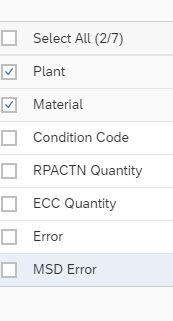 Select All (2/7)
Plant
Material
Condition Code
RPACTN Quantity
ECC Quantity
Error
MSD Error